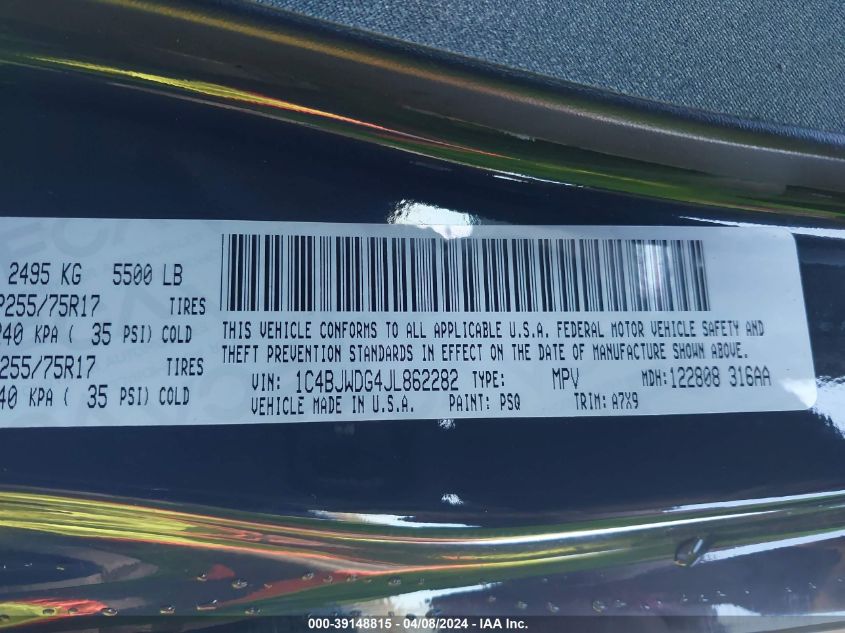 2495 KG 5500 LB
P255/75R17 TIRES
240 KPA ( 35 PSI) COLD
255/75R17 TIRES
40 KPA ( 35 PSI) COLD
THIS VEHICLE CONFORMS TO ALL APPLICABLE U.S.A. FEDERAL MOTOR VEHICLE SAFETY AND
THEFT PREVENTION STANDARDS IN EFFECT ON THE DATE OF MANUFACTURE SHOWN ABOVE.
VIN: 1C4BJWDG4JL862282 TYPE: MPV MDH: 122808 316AA
VEHICLE MADE IN U.S.A. PAINT: PSQ TRIM: A7X9
000-39148815 - 04/08/2024 - IAA Inc.